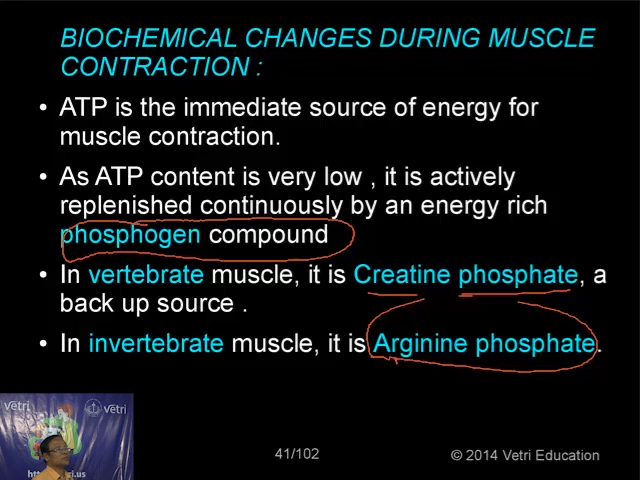 BIOCHEMICAL CHANGES DURING MUSCLE
CONTRACTION :
• ATP is the immediate source of energy for
muscle contraction.
• As ATP content is very low , it is actively
replenished continuously by an energy rich
phosphogen compound
• In vertebrate muscle, it is Creatine phosphate, a
back up source .
• In invertebrate muscle, it is Arginine phosphate.
Vetri
Vetri
41/102
© 2014 Vetri Education